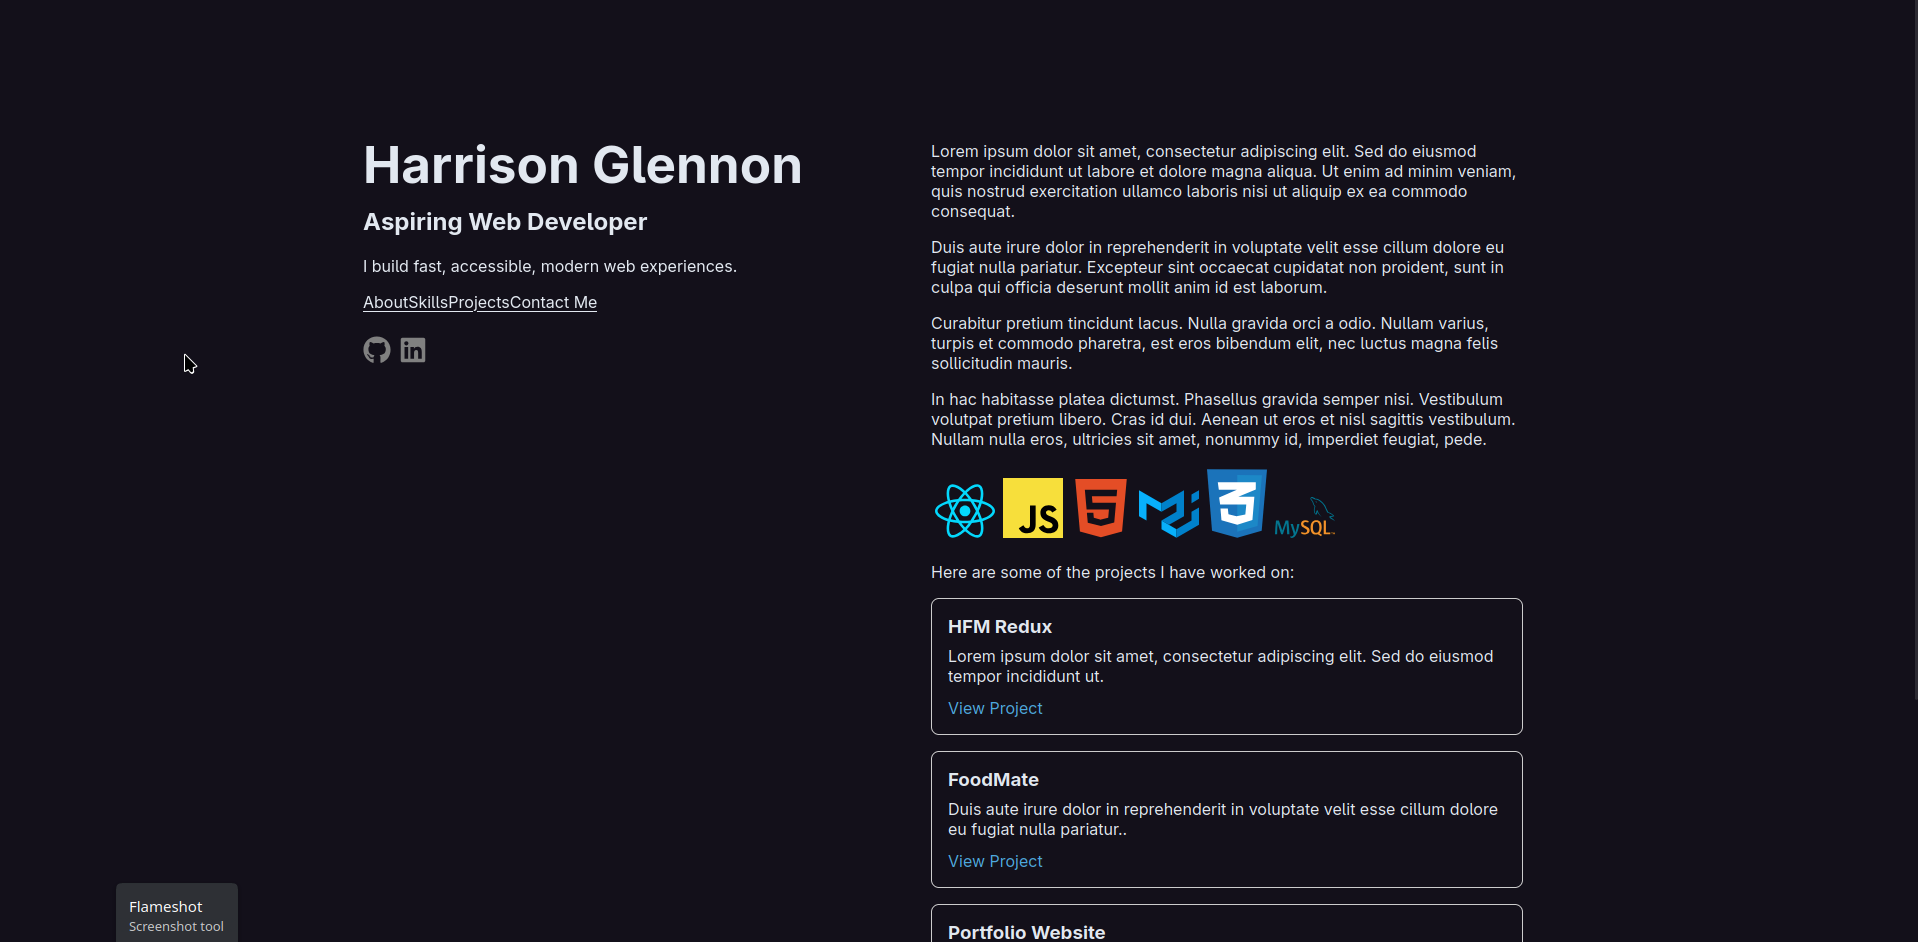 Harrison Glennon
Aspiring Web Developer
I build fast, accessible, modern web experiences.
AboutSkillsProjectsContact Me
in
Lorem ipsum dolor sit amet, consectetur adipiscing elit. Sed do eiusmod
tempor incididunt ut labore et dolore magna aliqua. Ut enim ad minim veniam,
quis nostrud exercitation ullamco laboris nisi ut aliquip ex ea commodo
consequat.
Duis aute irure dolor in reprehenderit in voluptate velit esse cillum dolore eu
fugiat nulla pariatur. Excepteur sint occaecat cupidatat non proident, sunt in
culpa qui officia deserunt mollit anim id est laborum.
Curabitur pretium tincidunt lacus. Nulla gravida orci a odio. Nullam varius,
turpis et commodo pharetra, est eros bibendum elit, nec luctus magna felis
sollicitudin mauris.
In hac habitasse platea dictumst. Phasellus gravida semper nisi. Vestibulum
volutpat pretium libero. Cras id dui. Aenean ut eros et nisl sagittis vestibulum.
Nullam nulla eros, ultricies sit amet, nonummy id, imperdiet feugiat, pede.
JS 5 3 MySQL
Here are some of the projects I have worked on:
HFM Redux
Lorem ipsum dolor sit amet, consectetur adipiscing elit. Sed do eiusmod
tempor incididunt ut.
View Project
FoodMate
Duis aute irure dolor in reprehenderit in voluptate velit esse cillum dolore
eu fugiat nulla pariatur..
View Project
Portfolio Website
Flameshot
Screenshot tool